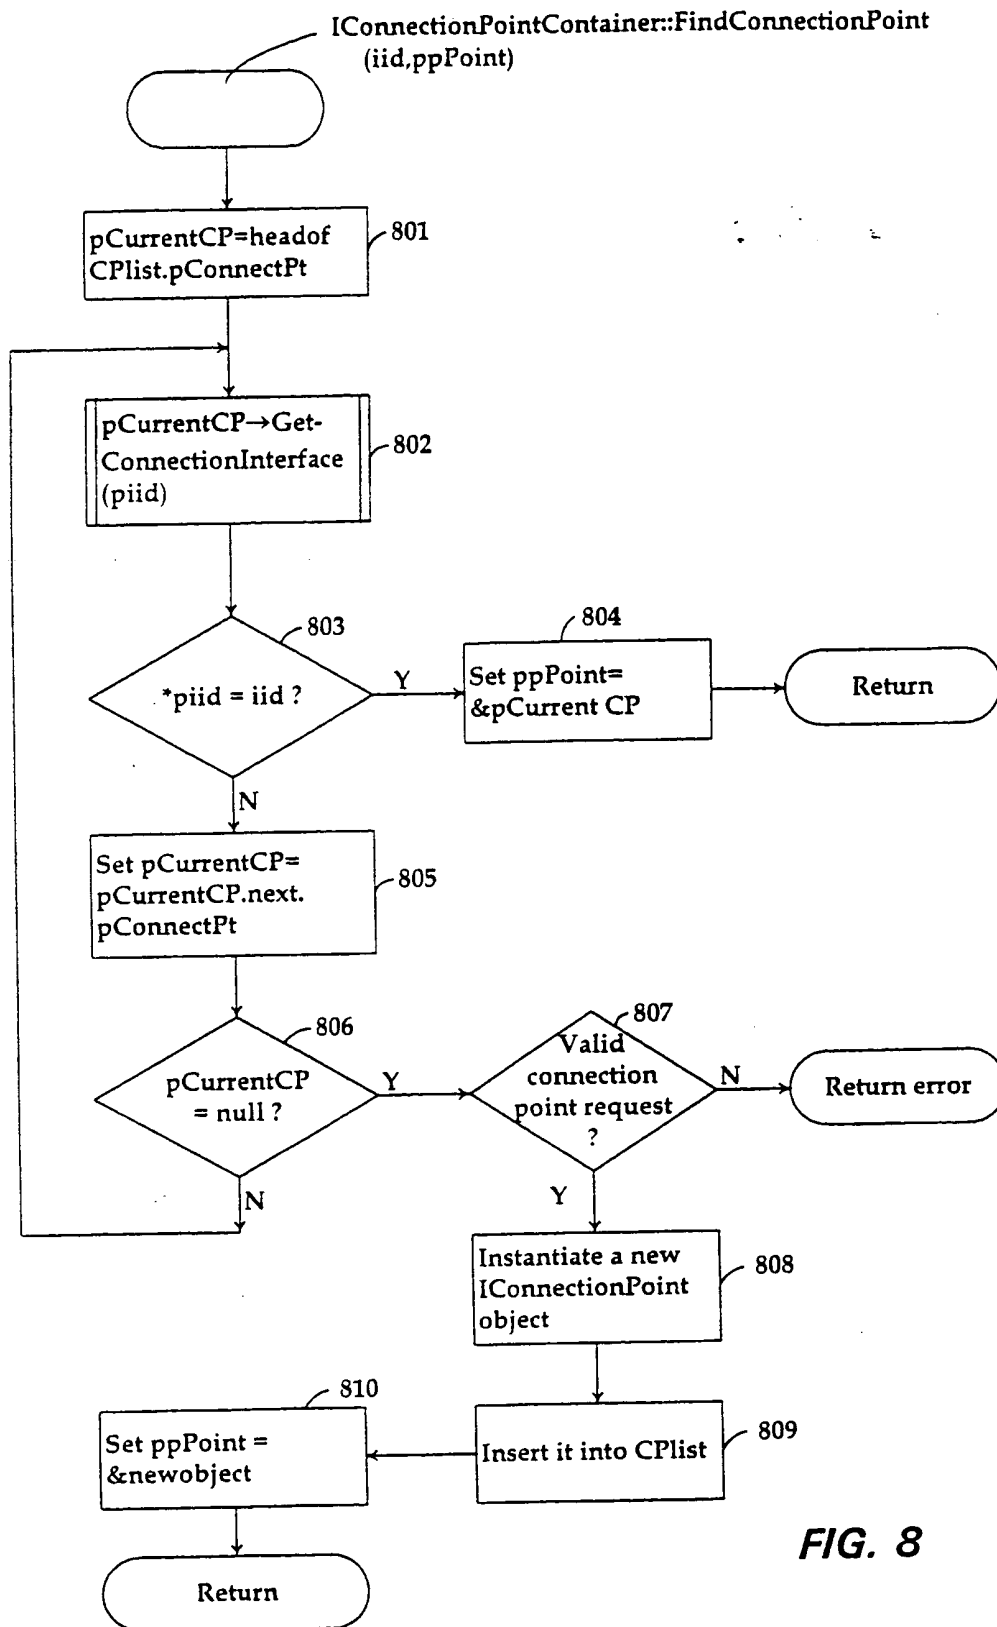 IConnectionPointContainer::FindConnectionPoint
(iid,ppPoint)
pCurrentCP=headof
CPlist.pConnectPt
801
pCurrentCP→Get-
ConnectionInterface
(piid)
802
803
*piid = iid ?
Y
804
Set ppPoint=
&pCurrent CP
Return
N
Set pCurrentCP=
pCurrentCP.next.
pConnectPt
805
806
pCurrentCP
= null ?
Y
N
807
Valid
connection
point request
?
N
Return error
Y
Instantiate a new
IConnectionPoint
object
808
Insert it into CPlist
809
810
Set ppPoint =
&newobject
Return
FIG. 8